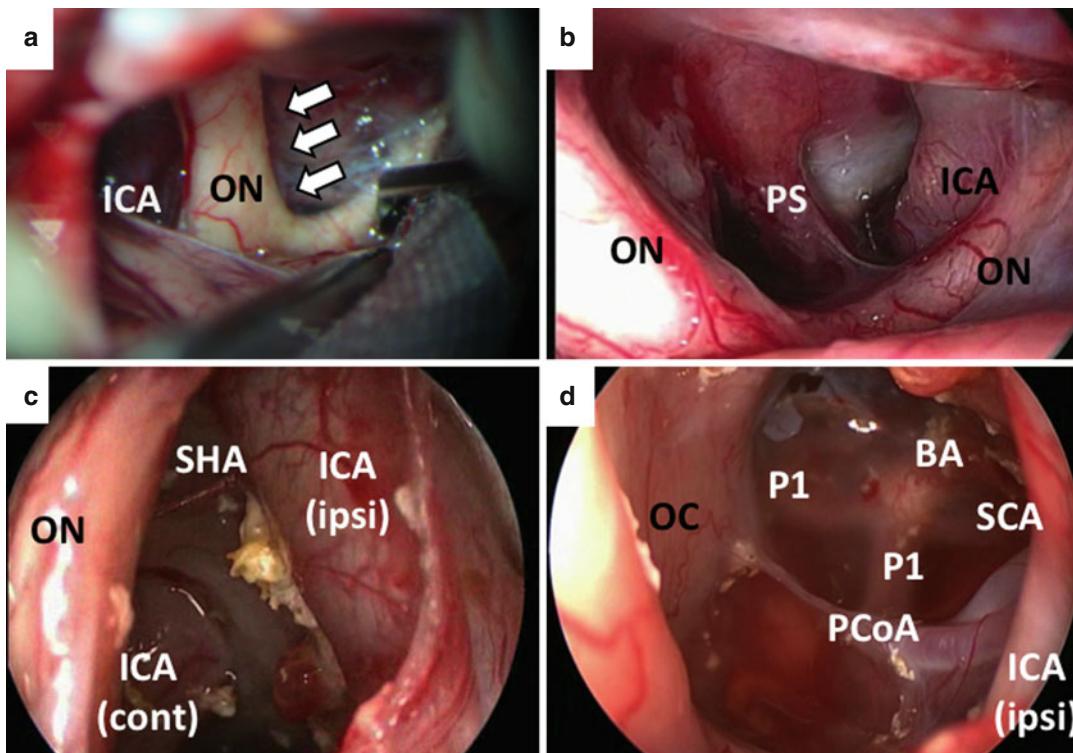 a
ICA
ON
b
ON
PS
ICA
ON
c
SHA
ICA
(ipsi)
ON
ICA
(cont)
d
BA
P1
SCA
OC
P1
PCoA
ICA
(ipsi)